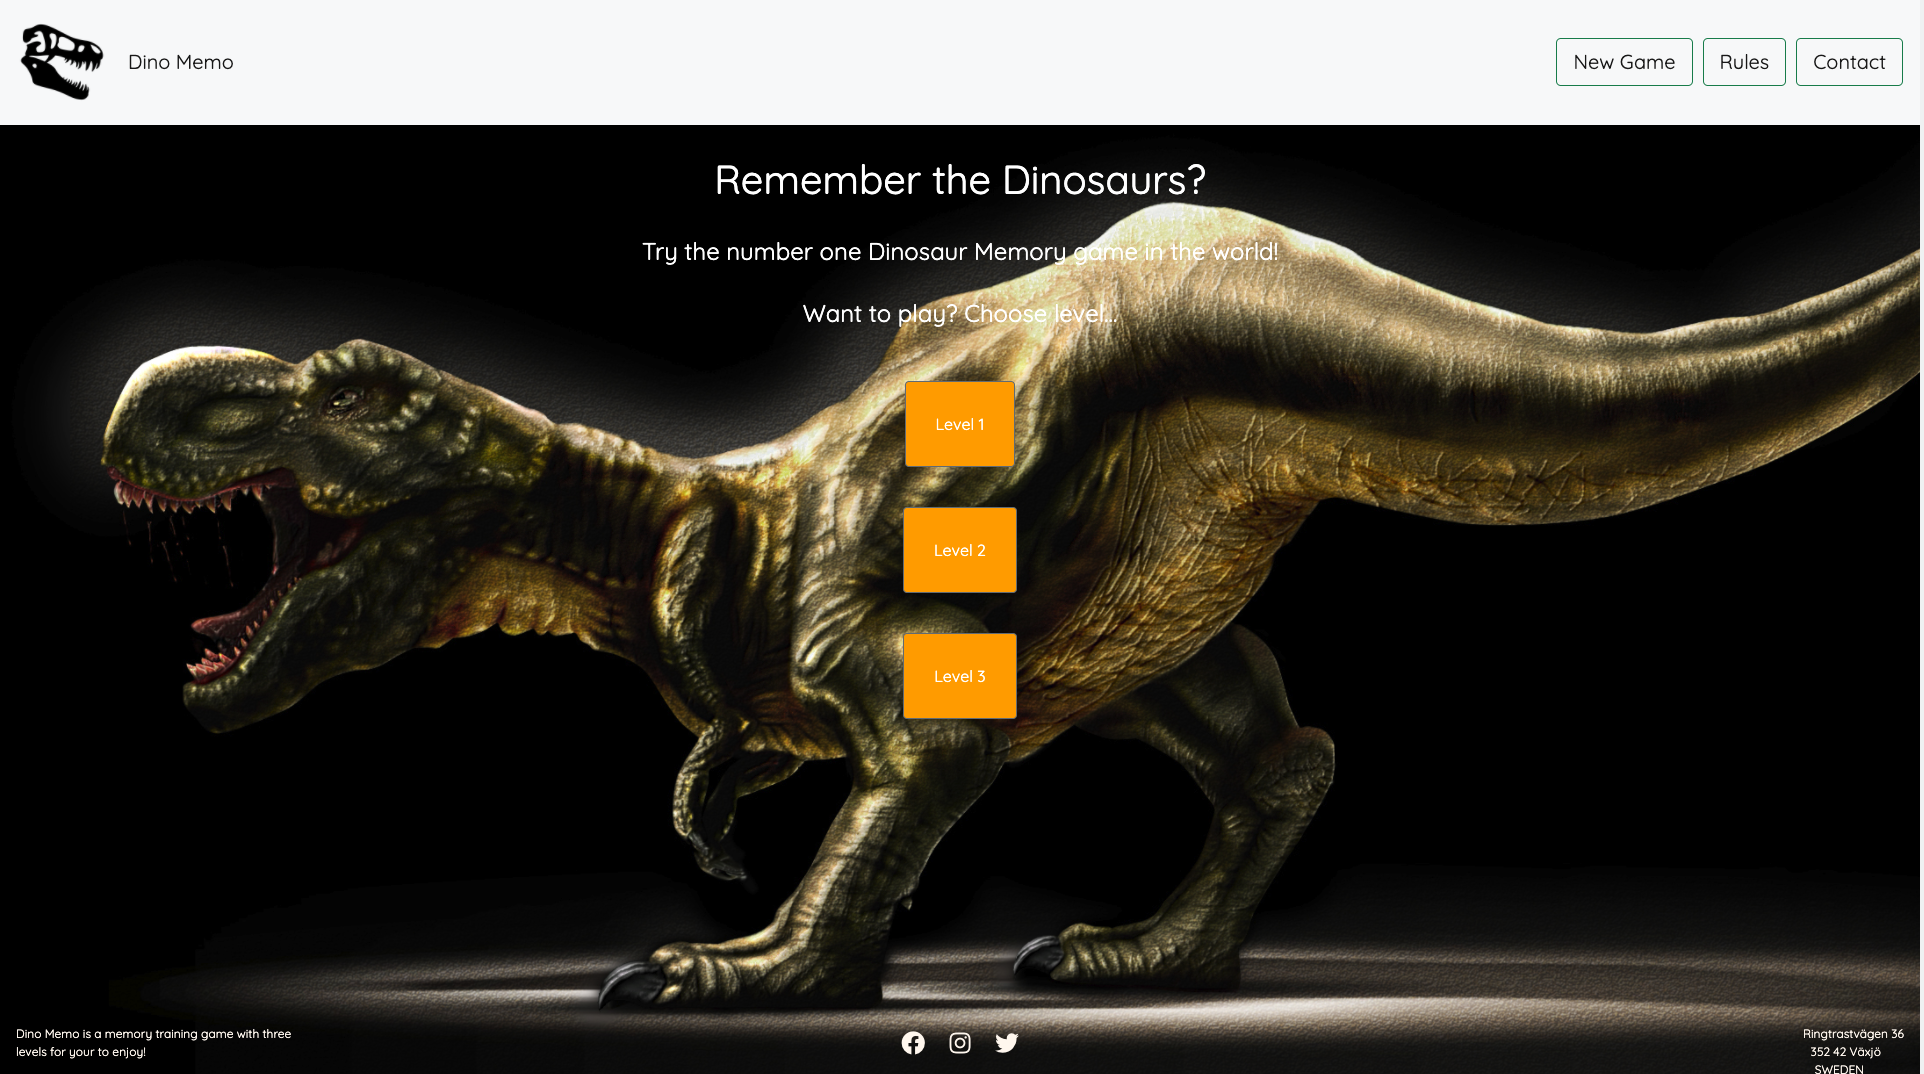 Dino Memo
New Game
Rules
Contact
Remember the Dinosaurs?
Try the number one Dinosaur Memory game in the world!
Want to play? Choose level...
Level 1
Level 2
Level 3
Dino Memo is a memory training game with three
levels for your to enjoy!
Ringtrastvägen 36
352 42 Växjö
SWEDEN